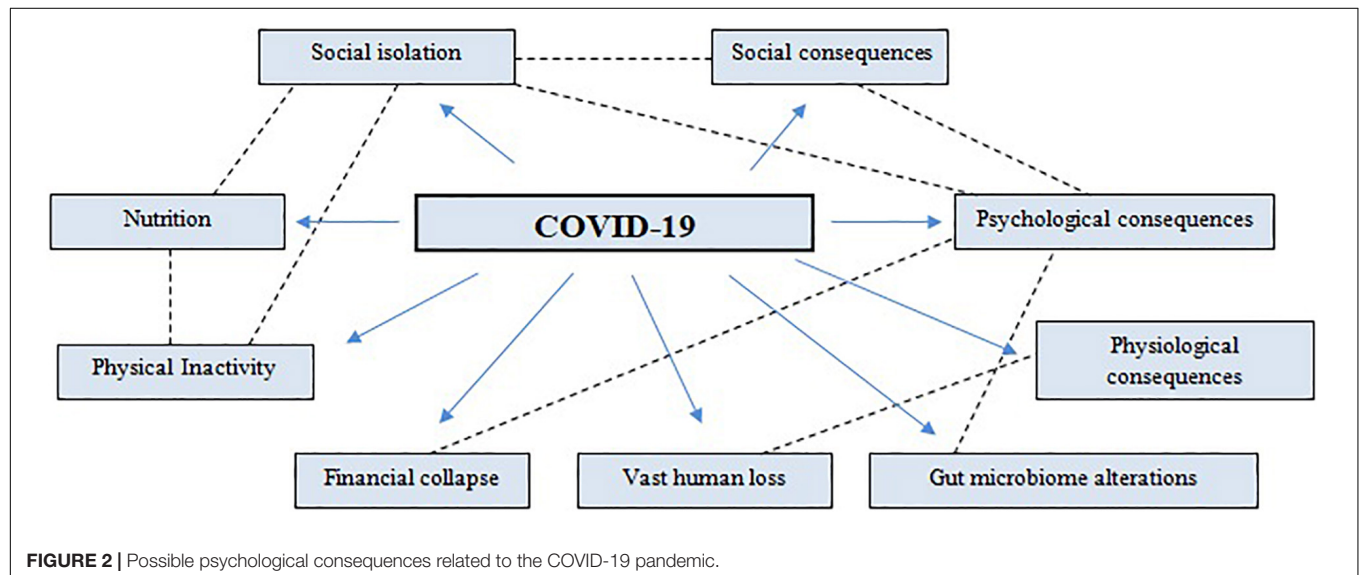 Social isolation
Social consequences
Nutrition
COVID-19
Psychological consequences
Physical Inactivity
Physiological
consequences
Financial collapse
Vast human loss
Gut microbiome alterations
FIGURE 2 | Possible psychological consequences related to the COVID-19 pandemic.